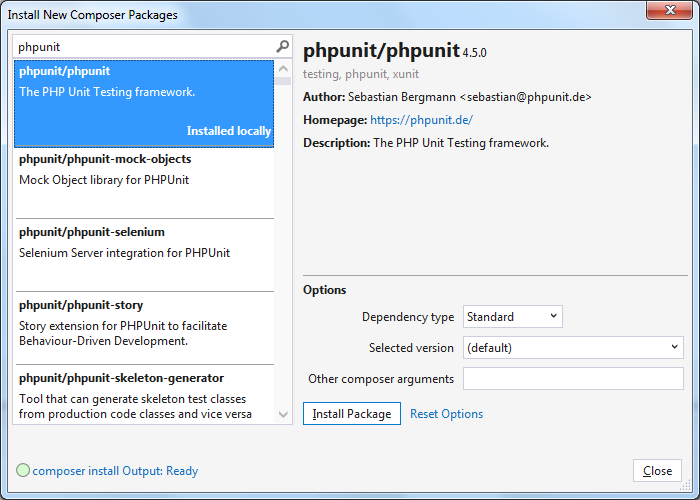 Install New Composer Packages
phpunit
phpunit/phpunit
The PHP Unit Testing framework.
Installed locally
phpunit/phpunit-mock-objects
Mock Object library for PHPUnit
phpunit/phpunit-selenium
Selenium Server integration for PHPUnit
phpunit/phpunit-story
Story extension for PHPUnit to facilitate
Behaviour-Driven Development.
phpunit/phpunit-skeleton-generator
Tool that can generate skeleton test classes
from production code classes and vice versa
phpunit/phpunit 4.5.0
testing, phpunit, xunit
Author: Sebastian Bergmann <sebastian@phpunit.de>
Homepage: https://phpunit.de/
Description: The PHP Unit Testing framework.
Options
Dependency type Standard
Selected version (default)
Other composer arguments
Install Package Reset Options
composer install Output: Ready
Close